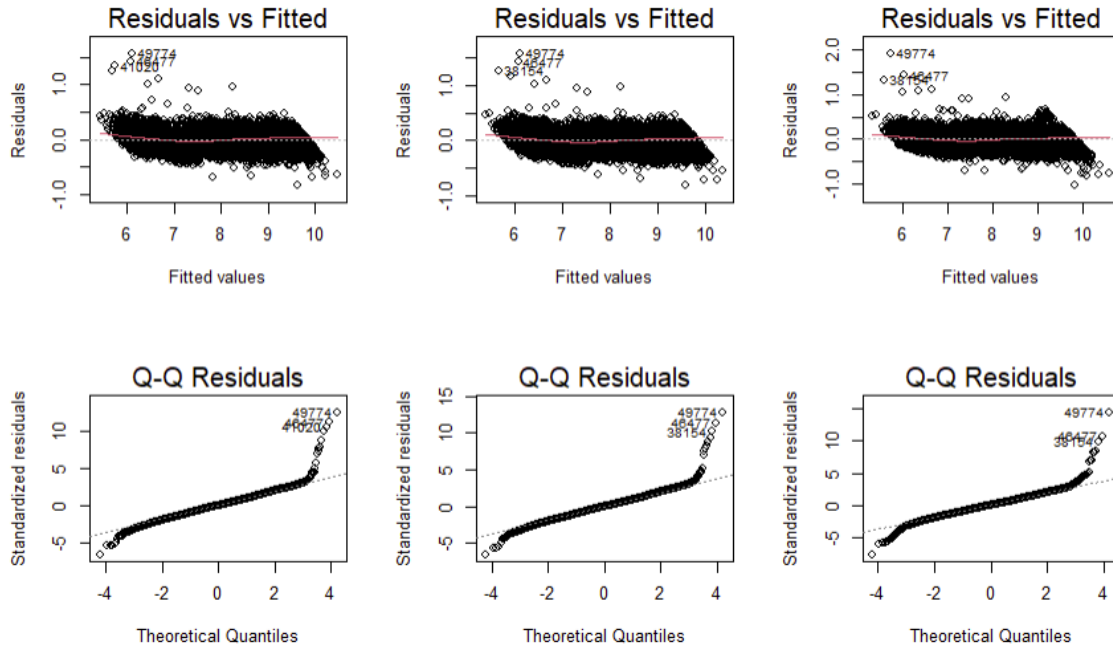 Residuals vs Fitted
Residuals
1.0
0.0
-1.0
49774
46477
41020
6 7 8 9 10
Fitted values
Residuals vs Fitted
Residuals
1.0
0.0
-1.0
49774
46477
38154
6 7 8 9 10
Fitted values
Residuals vs Fitted
Residuals
2.0
1.0
0.0
-1.0
49774
46477
38154
6 7 8 9 10
Fitted values
Q-Q Residuals
Standardized residuals
10
5
0
-5
49774
46477
41020
-4 -2 0 2 4
Theoretical Quantiles
Q-Q Residuals
Standardized residuals
15
10
5
0
-5
49774
46477
38154
-4 -2 0 2 4
Theoretical Quantiles
Q-Q Residuals
Standardized residuals
10
5
0
-5
49774
46477
38154
-4 -2 0 2 4
Theoretical Quantiles